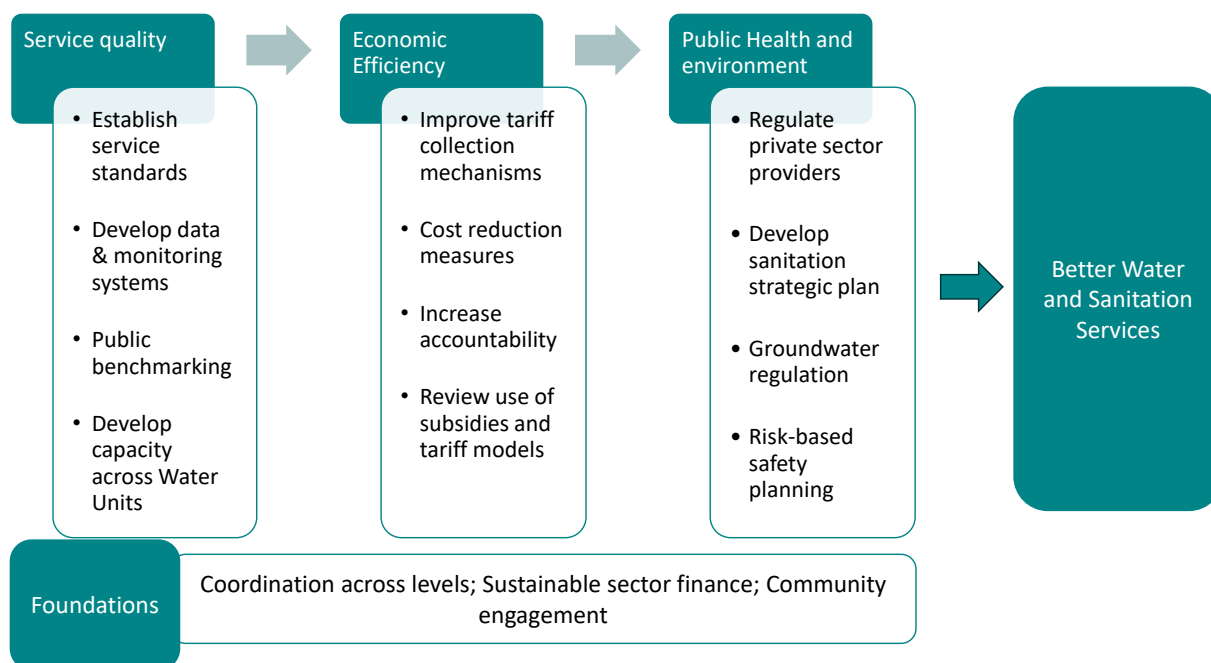 Service quality
• Establish
service
standards
• Develop data
& monitoring
systems
• Public
benchmarking
• Develop
capacity
across Water
Units
Economic
Efficiency
• Improve tariff
collection
mechanisms
• Cost reduction
measures
• Increase
accountability
• Review use of
subsidies and
tariff models
Public Health and
environment
• Regulate
private sector
providers
• Develop
sanitation
strategic plan
• Groundwater
regulation
• Risk-based
safety
planning
Better Water
and Sanitation
Services
Foundations
Coordination across levels; Sustainable sector finance; Community
engagement